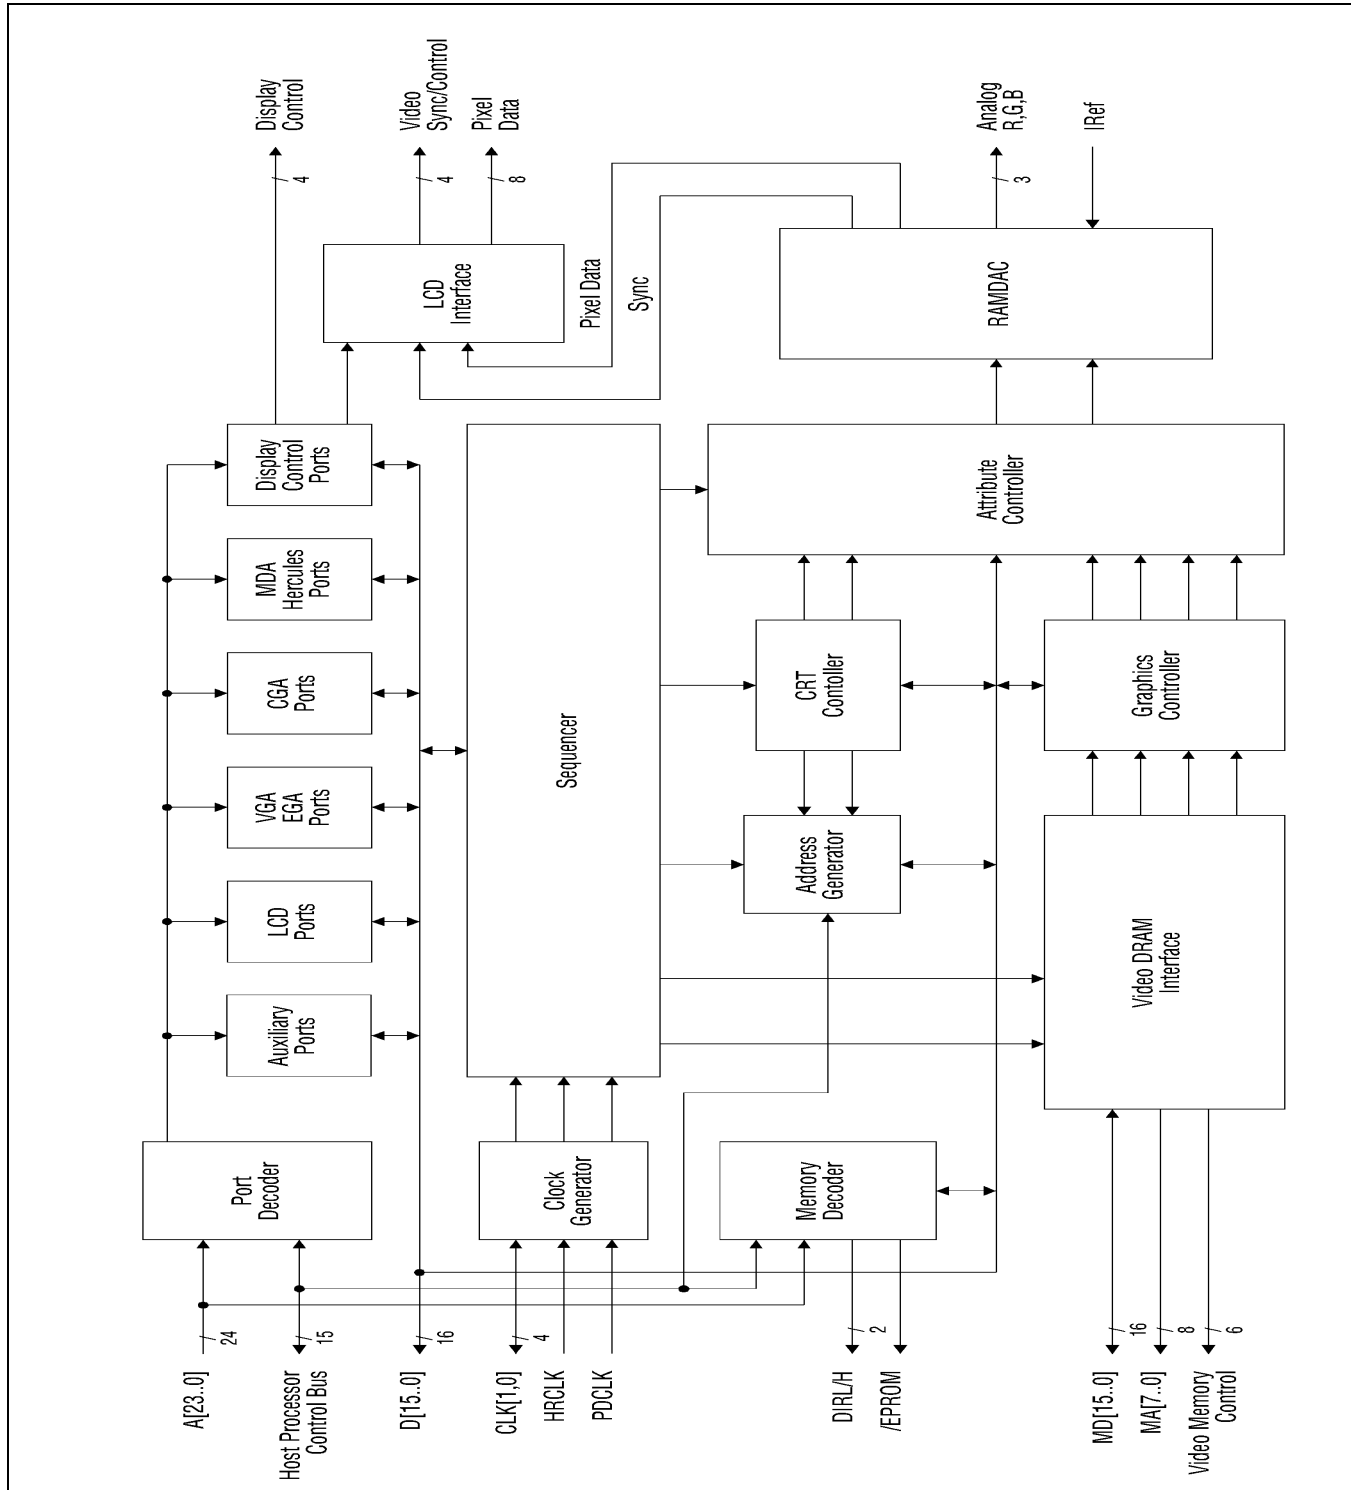 A[23..0]
24
Host Processor
Control Bus
15
D[15..0]
16
CLK[1,0]
4
HRCLK
PDCLK
DIRL/H
2
/EPROM
MD[15..0]
16
MA[7..0]
8
Video Memory
Control
6
Port
Decoder
Clock
Generator
Memory
Decoder
Auxiliary
Ports
LCD
Ports
VGA
EGA
Ports
CGA
Ports
MDA
Hercules
Ports
Display
Control
Ports
Sequencer
Address
Generator
CRT
Contoller
Video DRAM
Interface
Graphics
Controller
Attribute
Controller
LCD
Interface
Pixel Data
Sync
RAMDAC
Display
Control
4
Video
Sync/Control
4
Pixel
Data
8
Analog
R,G,B
3
IRef